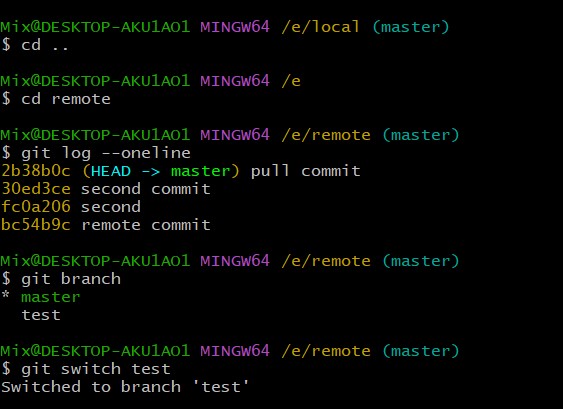 Mix@DESKTOP-AKU1AO1 MINGW64 /e/local (master)
$ cd ..
Mix@DESKTOP-AKU1AO1 MINGW64 /e
$ cd remote
Mix@DESKTOP-AKU1AO1 MINGW64 /e/remote (master)
$ git log --oneline
2b38b0c (HEAD -> master) pull commit
30ed3ce second commit
fc0a206 second
bc54b9c remote commit
Mix@DESKTOP-AKU1AO1 MINGW64 /e/remote (master)
$ git branch
* master
  test
Mix@DESKTOP-AKU1AO1 MINGW64 /e/remote (master)
$ git switch test
Switched to branch 'test'